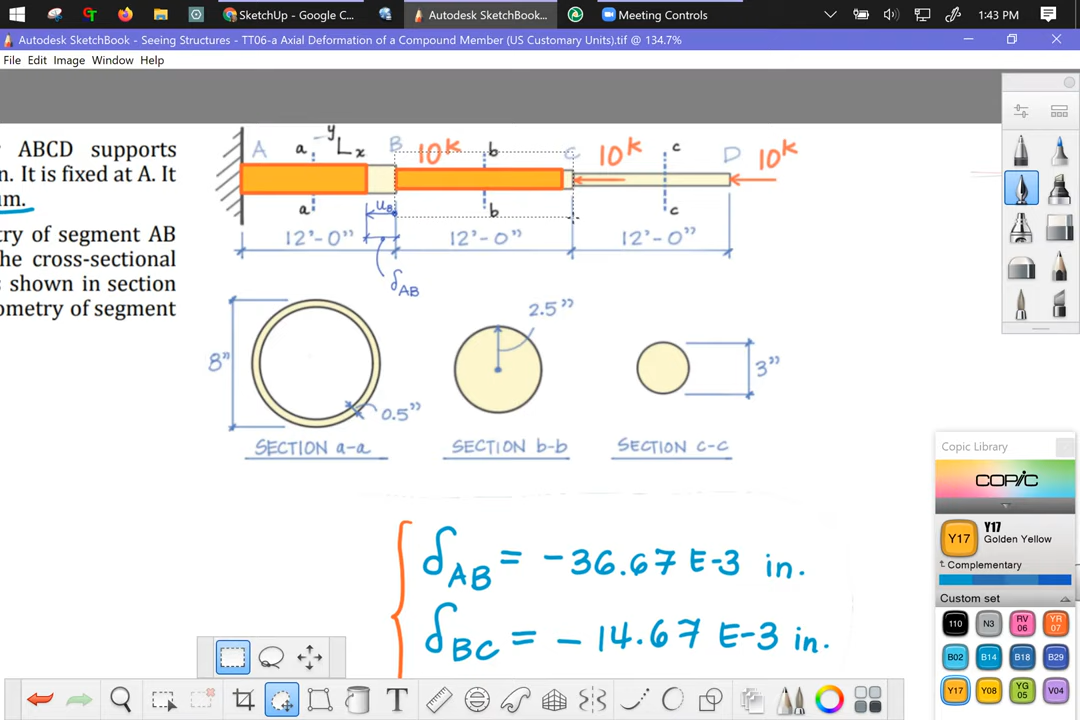 SketchUp - Google C...
Autodesk SketchBook...
Meeting Controls
1:43 PM
Autodesk SketchBook - Seeing Structures - TT06-a Axial Deformation of a Compound Member (US Customary Units).tif @ 134.7%
File Edit Image Window Help
ABCD supports
n. It is fixed at A. It
um.
try of segment AB
he cross-sectional
s shown in section
ometry of segment
A a y x B 10K b C 10K c D 10K
a uB b c
12'-0" 12'-0" 12'-0"
δAB
8" 0.5" 2.5" 3"
SECTION a-a SECTION b-b SECTION c-c
δAB = -36.67 E-3 in.
δBC = -14.67 E-3 in.
Copic Library
COPIC
Y17
Y17
Golden Yellow
Complementary
Custom set
110 N3 RV 06 YR 07
B02 B14 B18 B29
Y17 Y08 YG 05 V04
T